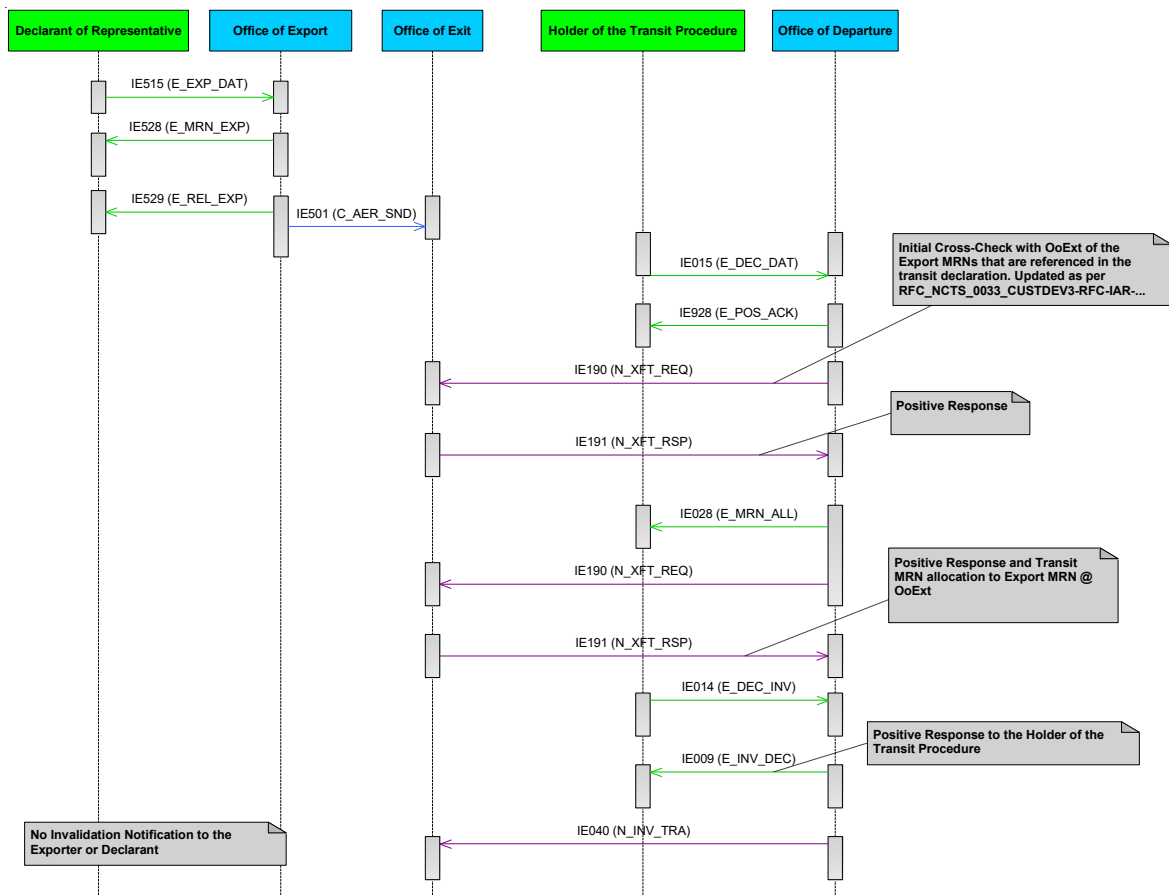 Declarant of Representative
Office of Export
Office of Exit
Holder of the Transit Procedure
Office of Departure
IE515 (E_EXP_DAT)
IE528 (E_MRN_EXP)
IE529 (E_REL_EXP)
IE501 (C_AER_SND)
Initial Cross-Check with OoExt of the
Export MRNs that are referenced in the
transit declaration. Updated as per
RFC_NCTS_0033_CUSTDEV3-RFC-IAR-...
IE015 (E_DEC_DAT)
IE928 (E_POS_ACK)
IE190 (N_XFT_REQ)
Positive Response
IE191 (N_XFT_RSP)
IE028 (E_MRN_ALL)
Positive Response and Transit
MRN allocation to Export MRN @
OoExt
IE190 (N_XFT_REQ)
IE191 (N_XFT_RSP)
IE014 (E_DEC_INV)
Positive Response to the Holder of the
Transit Procedure
IE009 (E_INV_DEC)
No Invalidation Notification to the
Exporter or Declarant
IE040 (N_INV_TRA)